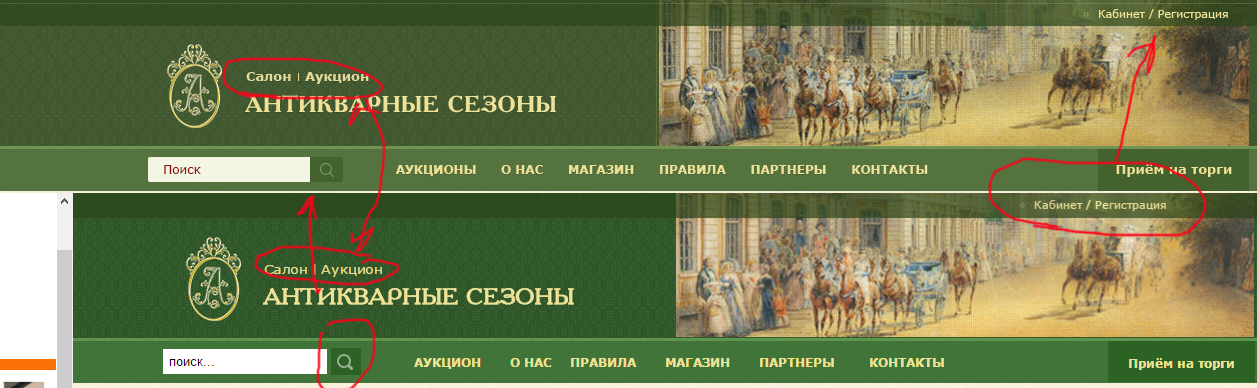 » Кабинет / Регистрация
Салон | Аукцион
АНТИКВАРНЫЕ СЕЗОНЫ
Поиск АУКЦИОНЫ О НАС МАГАЗИН ПРАВИЛА ПАРТНЕРЫ КОНТАКТЫ Приём на торги
» Кабинет / Регистрация
Салон | Аукцион
АНТИКВАРНЫЕ СЕЗОНЫ
поиск... АУКЦИОН О НАС ПРАВИЛА МАГАЗИН ПАРТНЕРЫ КОНТАКТЫ Приём на торги